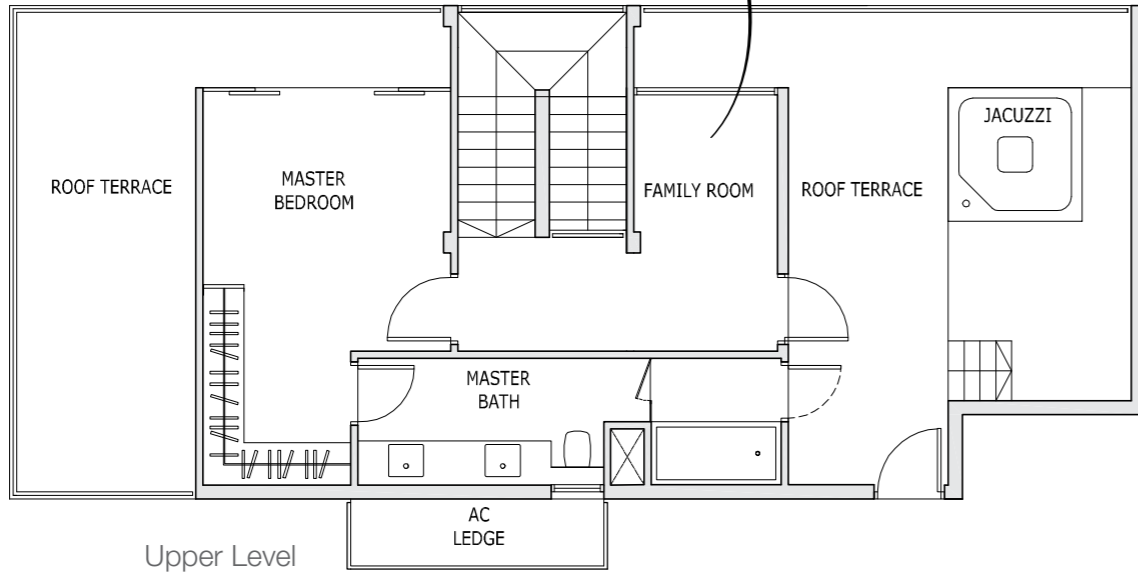 JACUZZI
ROOF TERRACE
MASTER
BEDROOM
FAMILY ROOM
ROOF TERRACE
MASTER
BATH
AC
LEDGE
Upper Level